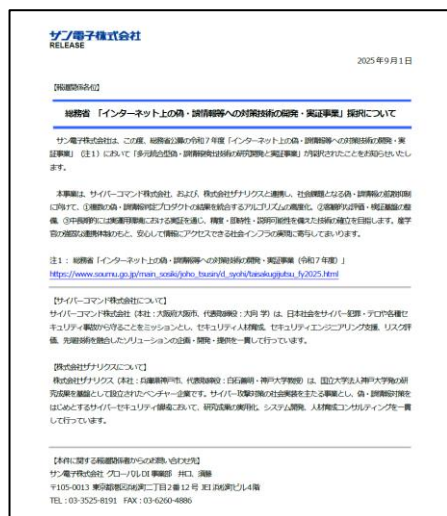 サン電子株式会社
RELEASE
2025年9月1日
【報道関係各位】
総務省 「インターネット上の偽・誤情報等への対策技術の開発・実証事業」採択について
サン電子株式会社は、この度、総務省公募の令和7年度「インターネット上の偽・誤情報等への対策技術の開発・実
証事業」(注1)において「多元統合型偽・誤情報検出技術の研究開発と実証事業」が採択されたことをお知らせいたし
ます。
本事業は、サイバーコマンド株式会社、および、株式会社ザナリクスと連携し、社会課題となる偽・誤情報の拡散抑制
に向けて、①複数の偽・誤情報判定プロダクトの結果を統合するアルゴリズムの高度化、②客観的な評価・検証基盤の整
備、③中長期的には実運用環境における実証を通じ、精度・即時性・説明可能性を備えた技術の確立を目指します。産学
官の強固な連携体制のもと、安心して情報にアクセスできる社会インフラの実現に寄与してまいります。
注1：総務省「インターネット上の偽・誤情報等への対策技術の開発・実証事業(令和7年度)」
https://www.soumu.go.jp/main_sosiki/joho_tsusin/d_syohi/taisakugijutsu_fy2025.html
【サイバーコマンド株式会社について】
サイバーコマンド株式会社(本社：大阪府大阪市、代表取締役：大向 学)は、日本社会をサイバー犯罪・テロや各種セ
キュリティ事故から守ることをミッションとし、セキュリティ人材育成、セキュリティエンジニアリング支援、リスク評
価、先端技術を融合したソリューションの企画・開発・提供を一貫して行っています。
【株式会社ザナリクスについて】
株式会社ザナリクス(本社：兵庫県神戸市、代表取締役：白石善明・神戸大学教授)は、国立大学法人神戸大学発の研
究成果を基盤として設立されたベンチャー企業です。サイバー攻撃対策の社会実装を主たる事業とし、偽・誤情報対策を
はじめとするサイバーセキュリティ領域において、研究成果の実用化、システム開発、人材育成コンサルティングを一貫
して行っています。
【本件に関する報道関係者からのお問い合わせ先】
サン電子株式会社 グローバルDI事業部 井口、須藤
〒105-0013 東京都港区浜松町二丁目2番12号 JEI浜松町ビル4階
TEL：03-3525-8191 FAX：03-6260-4886